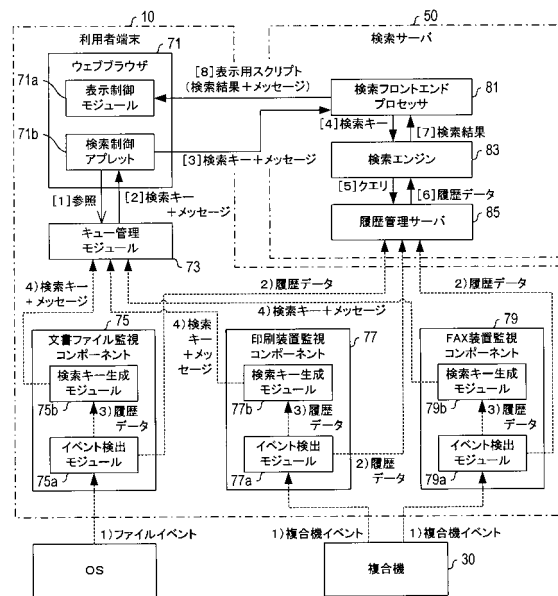 10
50
利用者端末
検索サーバ
71
ウェブブラウザ
71a
表示制御
モジュール
[8]表示用スクリプト
(検索結果+メッセージ)
検索フロントエンド
プロセッサ
81
71b
検索制御
アプレット
[3]検索キー+メッセージ
[4]検索キー
[7]検索結果
検索エンジン
83
[1]参照
[2]検索キー
+メッセージ
[5]クエリ
[6]履歴データ
履歴管理サーバ
85
キュー管理
モジュール
73
4)検索キー
+メッセージ
2)履歴データ
2)履歴データ
4)検索キー+メッセージ
75
文書ファイル監視
コンポーネント
検索キー生成
モジュール
75b
3)履歴
データ
イベント検出
モジュール
75a
4)検索
キー
+メッ
セージ
77
印刷装置監視
コンポーネント
検索キー生成
モジュール
77b
3)履歴
データ
イベント検出
モジュール
77a
2)履歴
データ
79
FAX装置監視
コンポーネント
検索キー生成
モジュール
79b
3)履歴
データ
イベント検出
モジュール
79a
1)ファイルイベント
1)複合機イベント
1)複合機イベント
OS
複合機
30